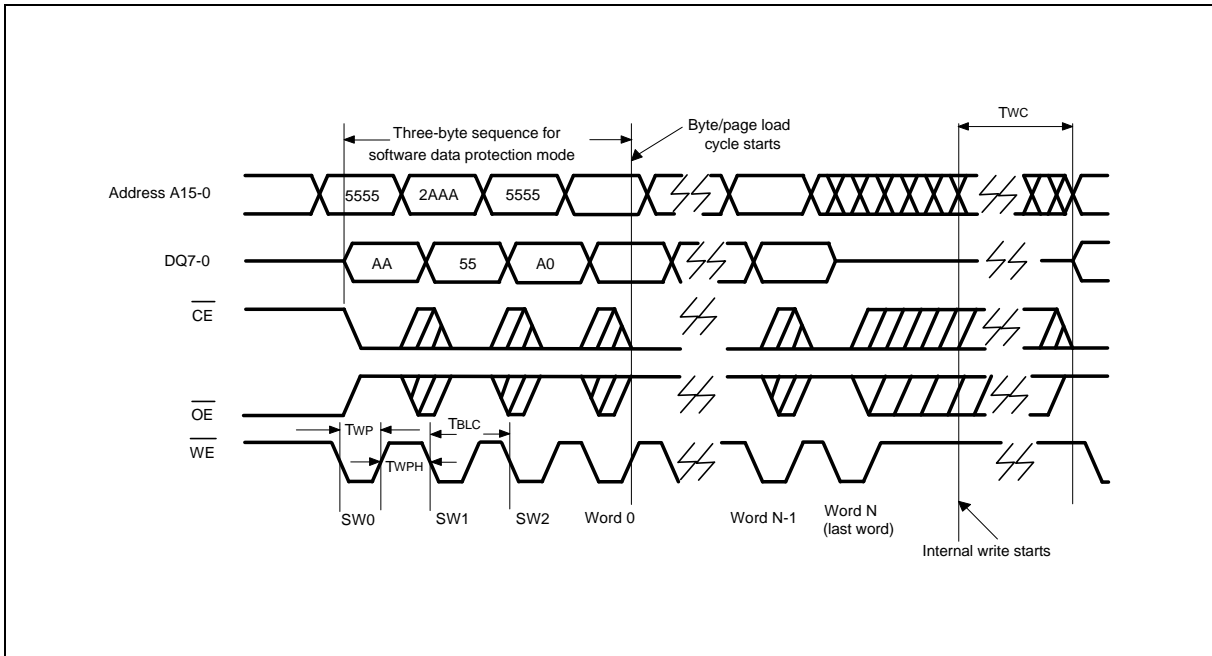 TWC
Three-byte sequence for
software data protection mode
Byte/page load
cycle starts
Address A15-0
5555
2AAA
5555
DQ7-0
AA
55
A0
CE
OE
TWP
TBLC
WE
TWPH
SW0
SW1
SW2
Word 0
Word N-1
Word N
(last word)
Internal write starts